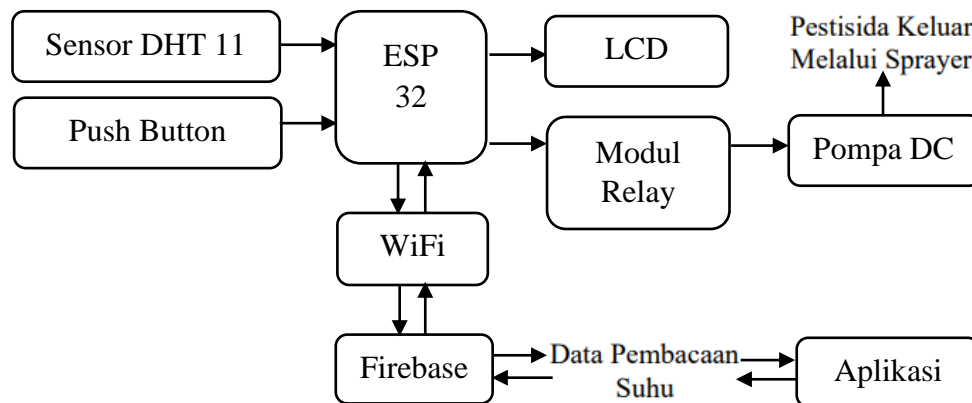 Sensor DHT 11
Push Button
ESP
32
LCD
Modul
Relay
Pestisida Keluar
Melalui Sprayer
Pompa DC
WiFi
Firebase
Data Pembacaan
Suhu
Aplikasi